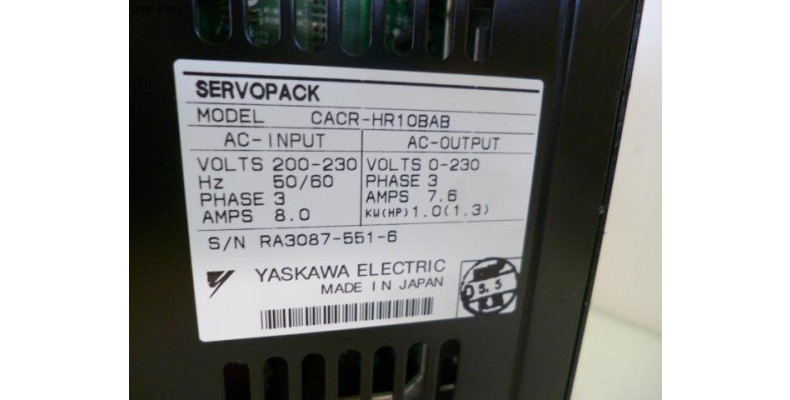 SERVOPACK
MODEL CACR-HR10BAB
AC-INPUT AC-OUTPUT
VOLTS 200-230 VOLTS 0-230
Hz 50/60 PHASE 3
PHASE 3 AMPS 7.6
AMPS 8.0 KW(HP) 1.0(1.3)
S/N RA3087-551-6
YASKAWA ELECTRIC
MADE IN JAPAN
5.5